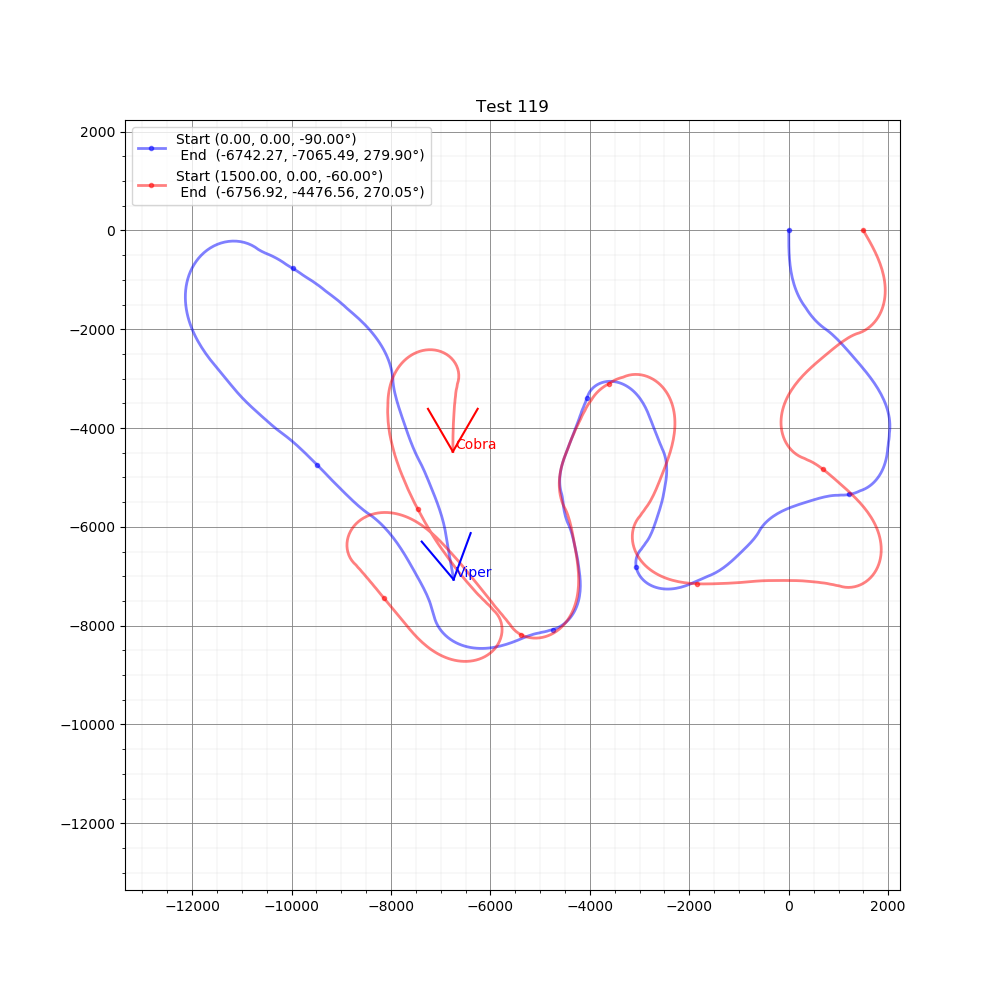 Test 119
Start (0.00, 0.00, -90.00°)
End (-6742.27, -7065.49, 279.90°)
Start (1500.00, 0.00, -60.00°)
End (-6756.92, -4476.56, 270.05°)
2000
0
−2000
−4000
−6000
−8000
−10000
−12000
Cobra
Viper
−12000 −10000 −8000 −6000 −4000 −2000 0 2000